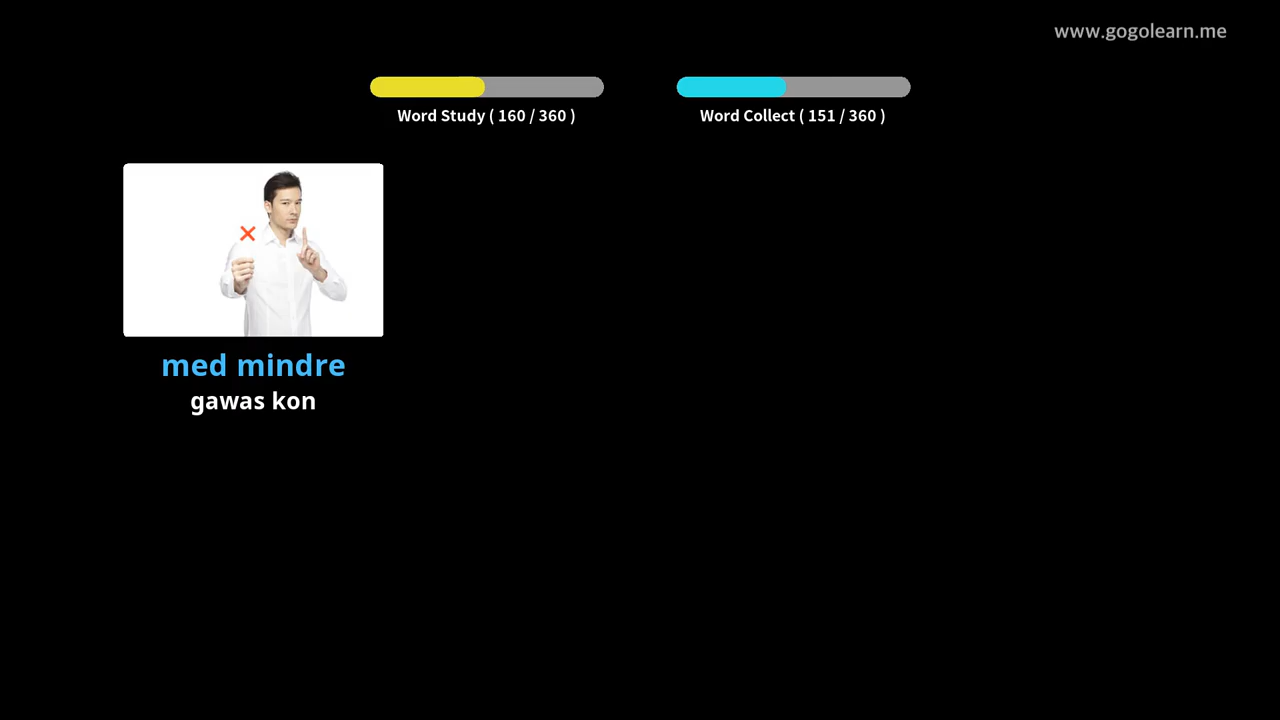 www.gogolearn.me
Word Study ( 160 / 360 )
Word Collect ( 151 / 360 )
med mindre
gawas kon